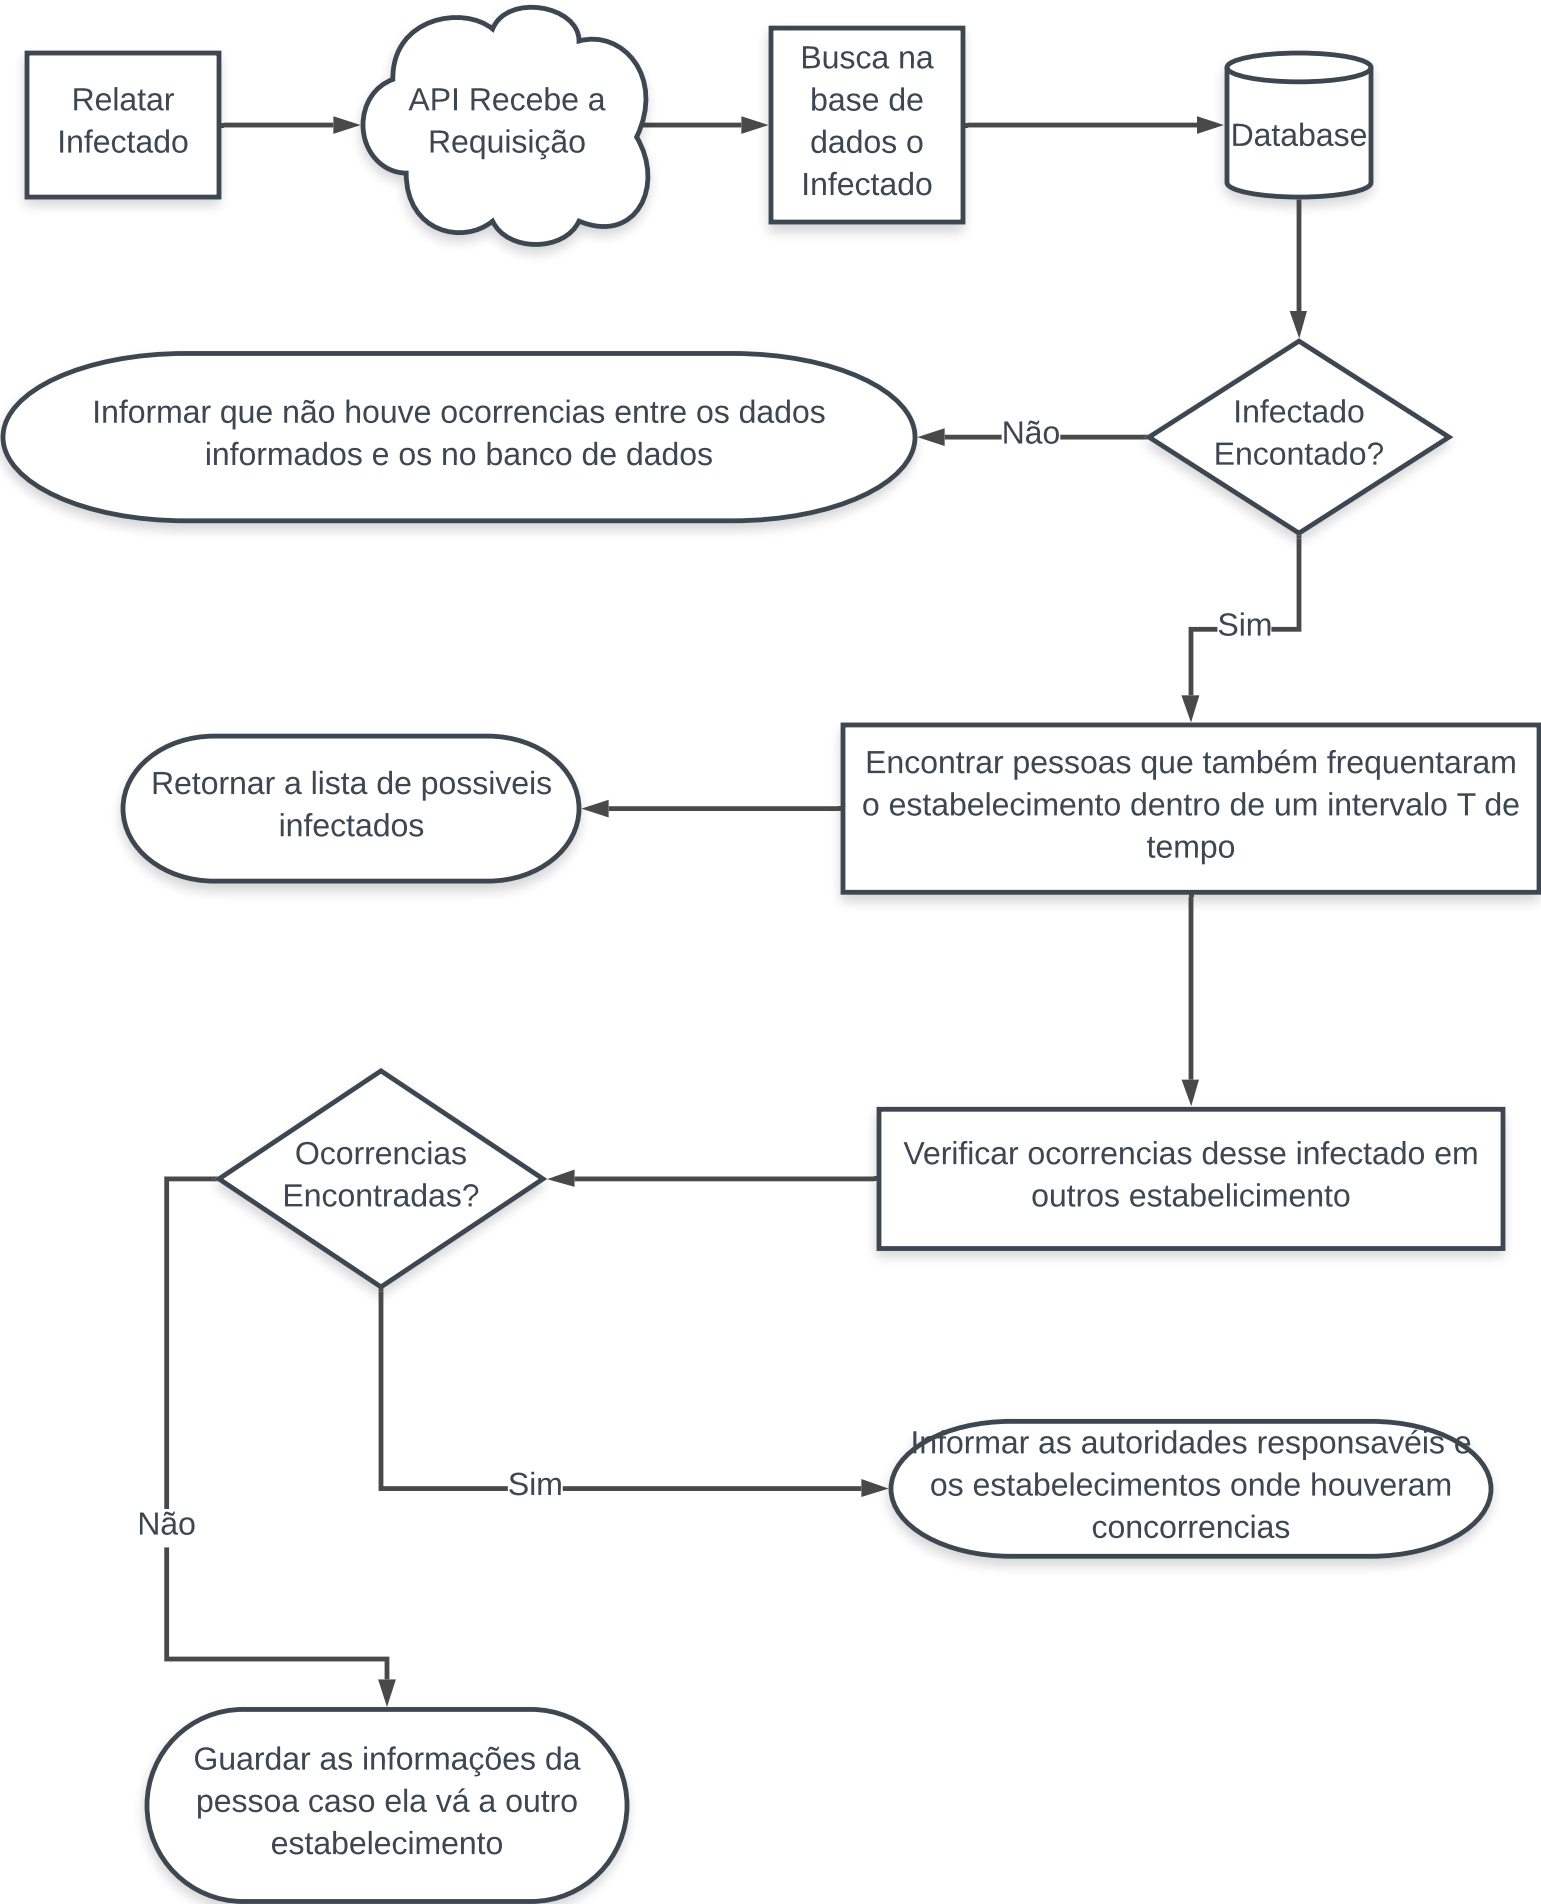 Relatar
Infectado
API Recebe a
Requisição
Busca na
base de
dados o
Infectado
Database
Informar que não houve ocorrencias entre os dados
informados e os no banco de dados
Não
Infectado
Encontado?
Sim
Retornar a lista de possiveis
infectados
Encontrar pessoas que também frequentaram
o estabelecimento dentro de um intervalo T de
tempo
Ocorrencias
Encontradas?
Verificar ocorrencias desse infectado em
outros estabelicimento
Informar as autoridades responsavéis e
os estabelecimentos onde houveram
concorrencias
Sim
Não
Guardar as informações da
pessoa caso ela vá a outro
estabelecimento